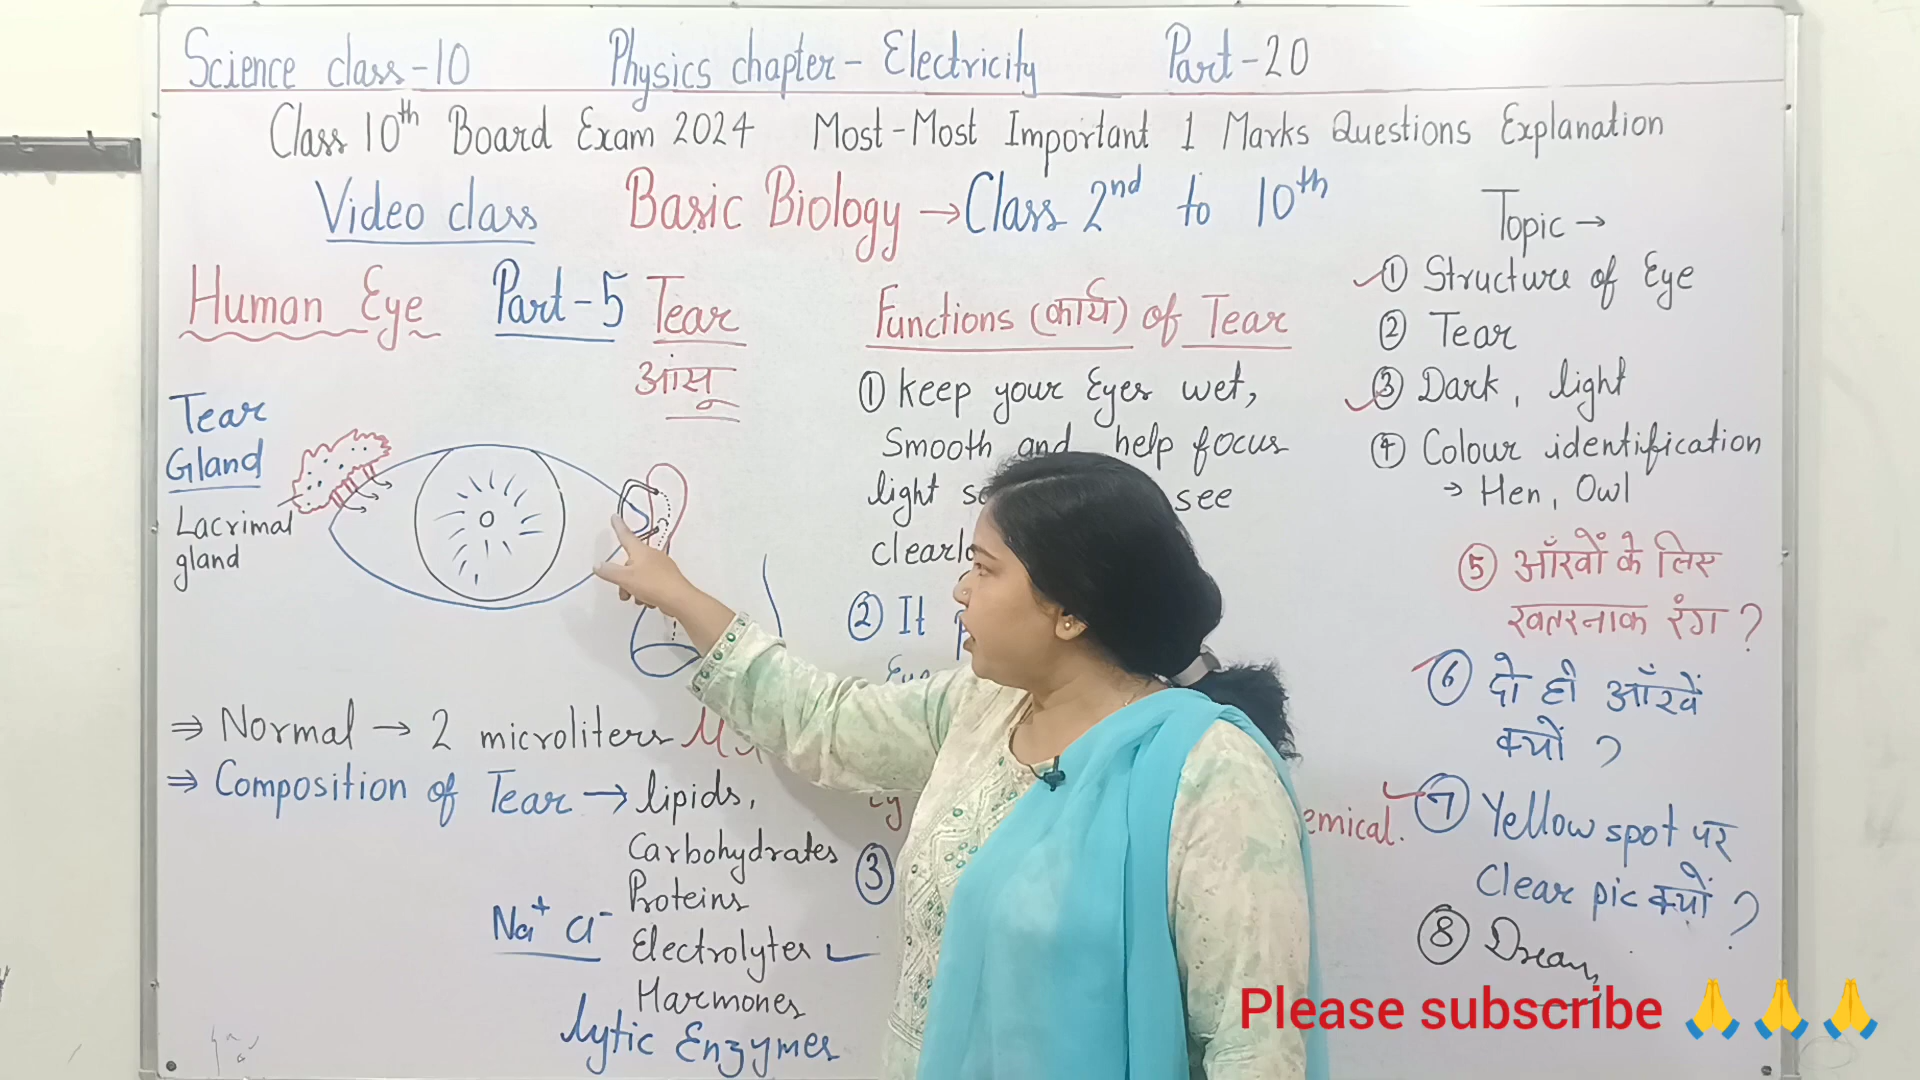 Science class-10 Physics chapter- Electricity Part-20
Class 10th Board Exam 2024 Most-Most Important 1 Marks Questions Explanation
Video class Basic Biology → Class 2nd to 10th
Human Eye Part-5 Tear
आंसू
Tear
Gland
Lacrimal
gland
⇒ Normal → 2 microliters
⇒ Composition of Tear → lipids,
Carbohydrates
Proteins
Na+ Cl- Electrolytes
Harmones
lytic Enzymes
Functions (कार्य) of Tear
① Keep your Eyes wet,
Smooth and help focus
light see
② It
③
emical.
Topic →
① Structure of Eye
② Tear
③ Dark, light
④ Colour identification
→ Hen, Owl
⑤ आँखों के लिए
खतरनाक रंग ?
⑥ दो ही आँखें
क्यों ?
⑦ Yellow spot पर
Clear pic क्यों ?
⑧ Dream
Please subscribe 🙏 🙏 🙏